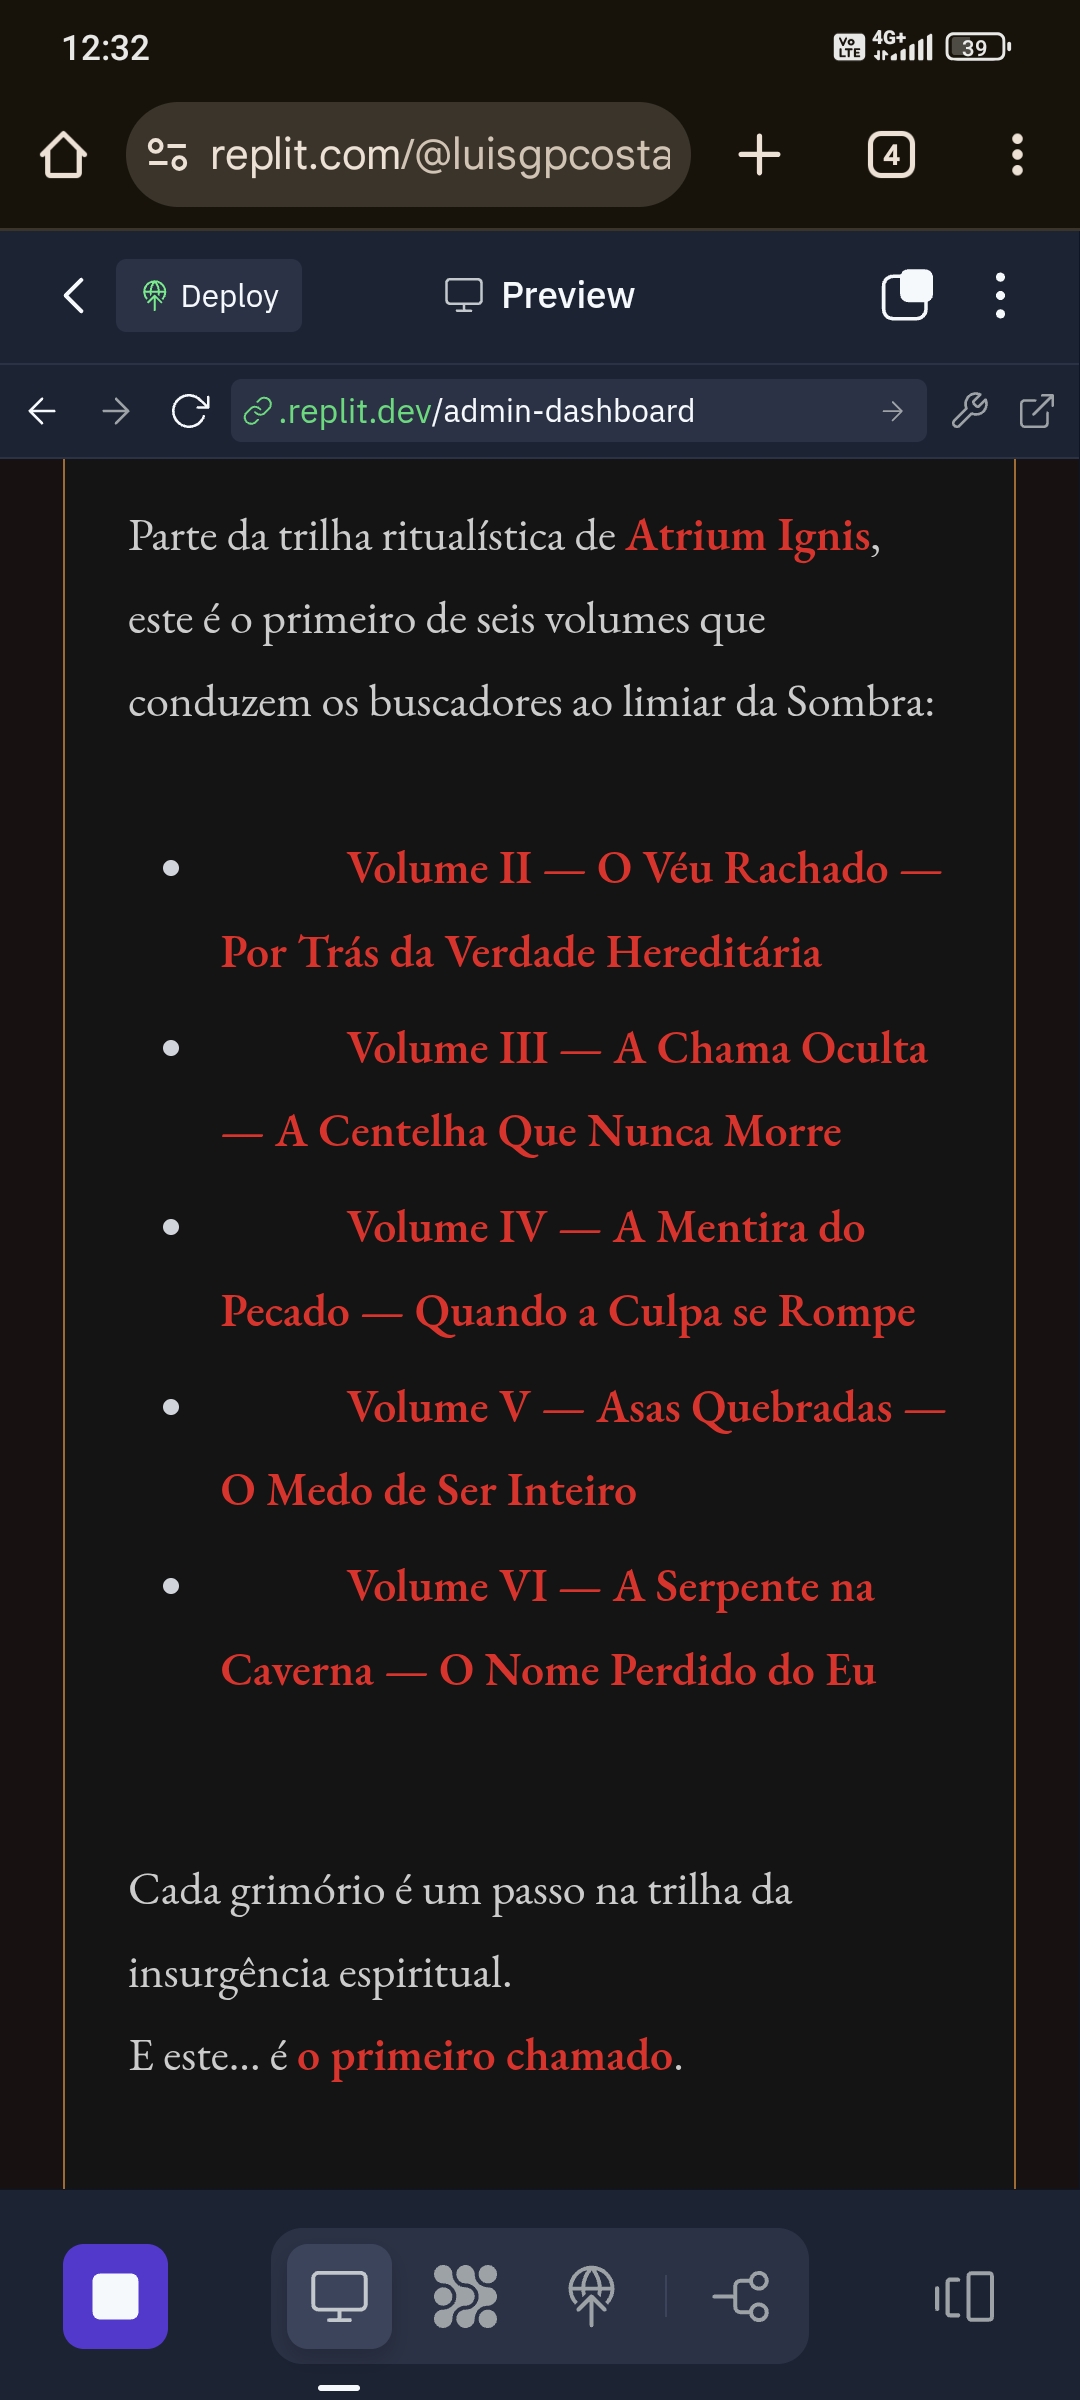 12:32
Vo LTE 4G+ 39
replit.com/@luisgpcosta
4
Deploy
Preview
.replit.dev/admin-dashboard
Parte da trilha ritualística de Atrium Ignis,
este é o primeiro de seis volumes que
conduzem os buscadores ao limiar da Sombra:
• Volume II — O Véu Rachado —
Por Trás da Verdade Hereditária
• Volume III — A Chama Oculta
— A Centelha Que Nunca Morre
• Volume IV — A Mentira do
Pecado — Quando a Culpa se Rompe
• Volume V — Asas Quebradas —
O Medo de Ser Inteiro
• Volume VI — A Serpente na
Caverna — O Nome Perdido do Eu
Cada grimório é um passo na trilha da
insurgência espiritual.
E este... é o primeiro chamado.